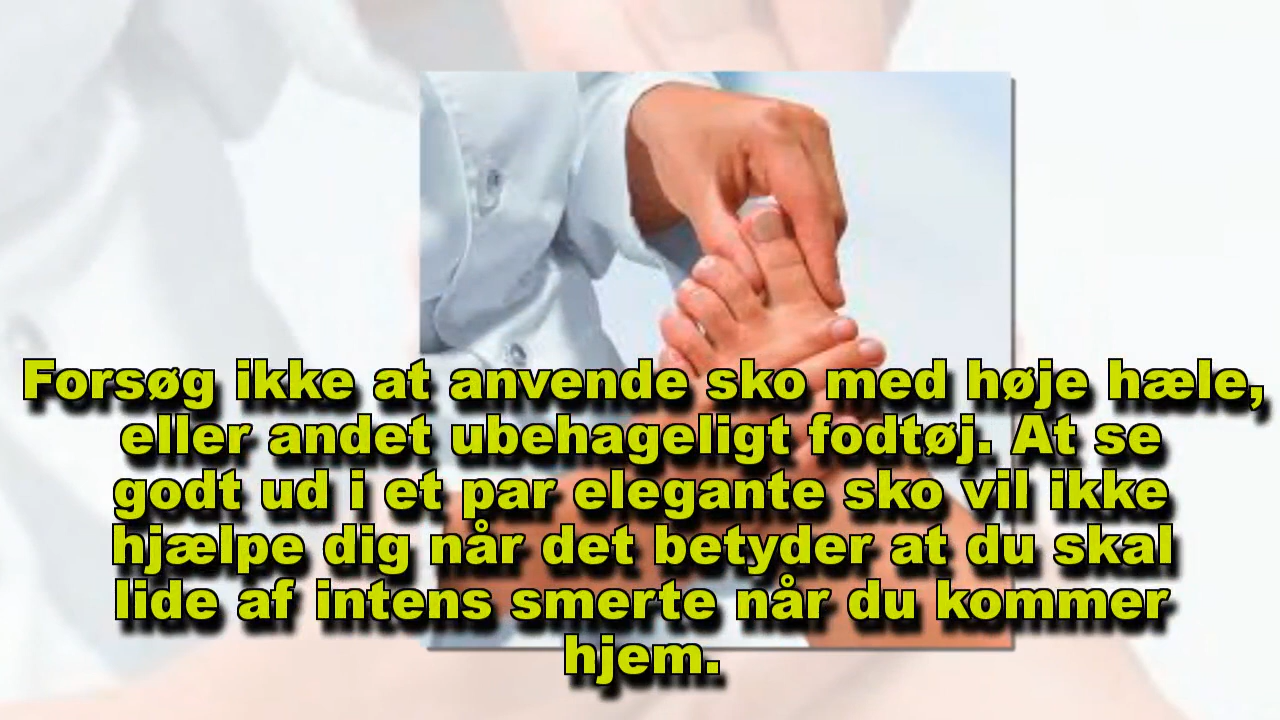 Forsøg ikke at anvende sko med høje hæle,
eller andet ubehageligt fodtøj. At se
godt ud i et par elegante sko vil ikke
hjælpe dig når det betyder at du skal
lide af intens smerte når du kommer
hjem.